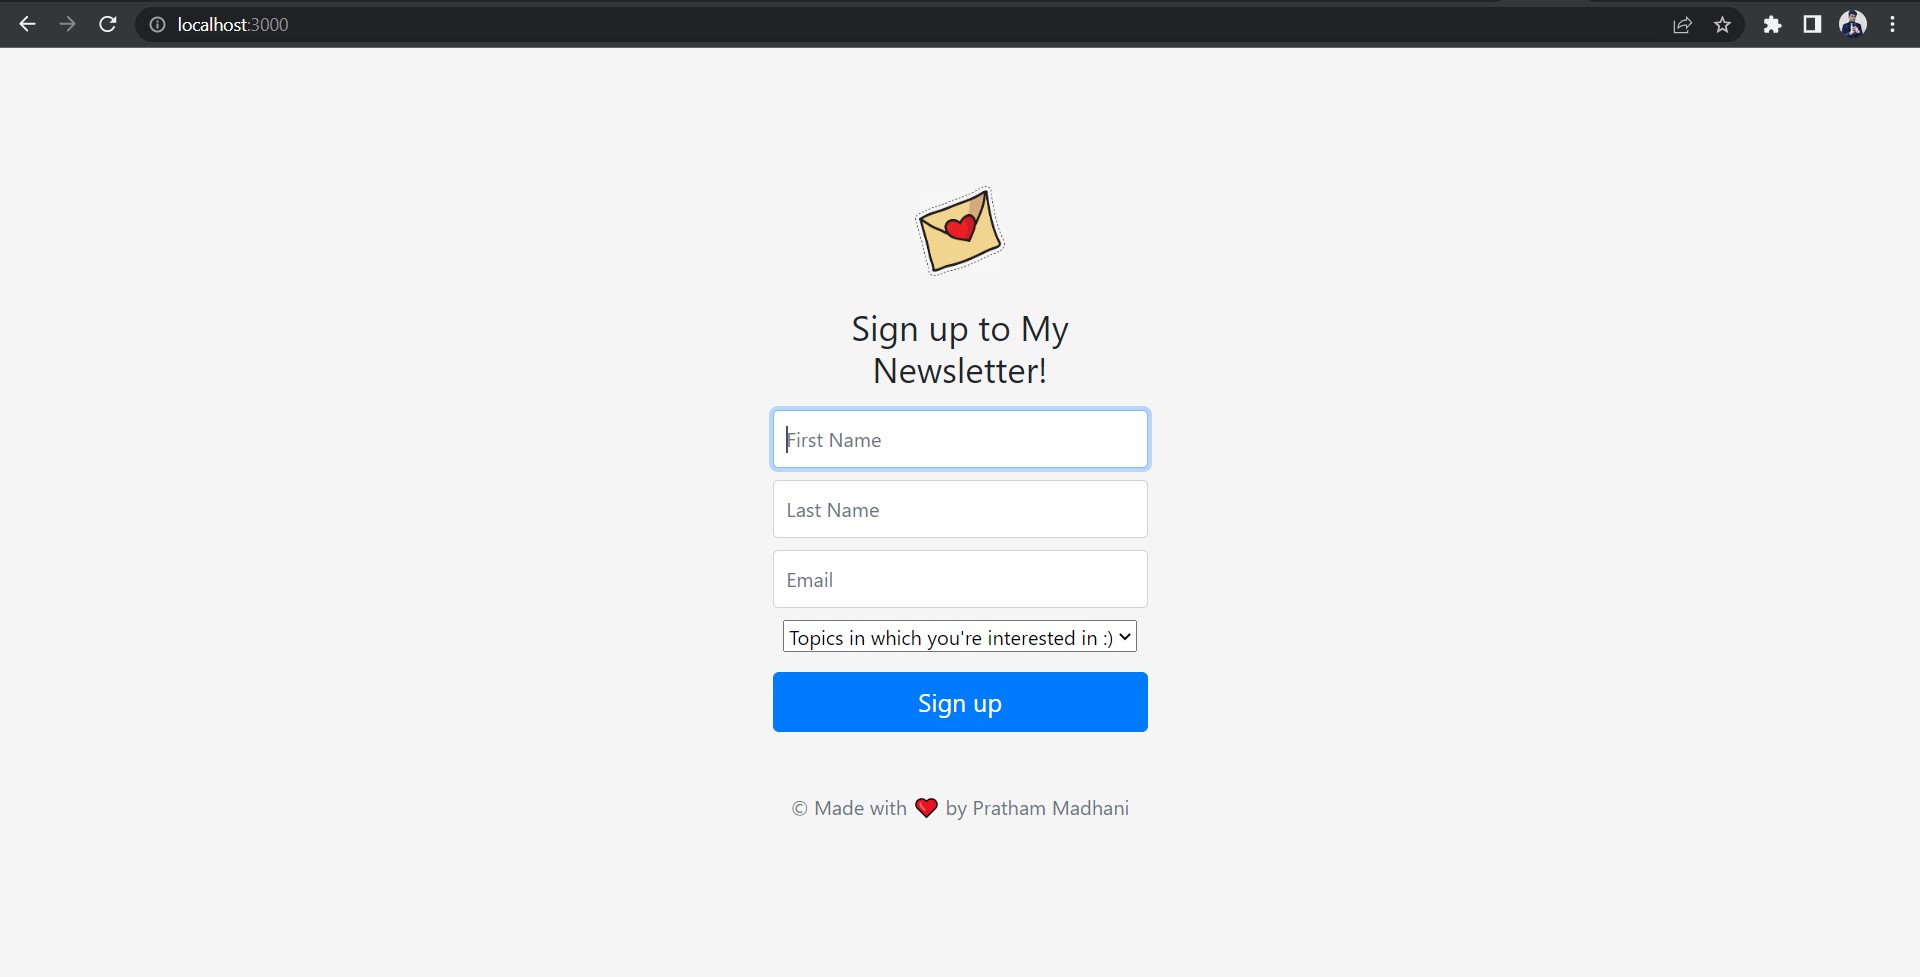 localhost:3000
Sign up to My
Newsletter!
First Name
Last Name
Email
Topics in which you're interested in :)
Sign up
© Made with ❤️ by Pratham Madhani